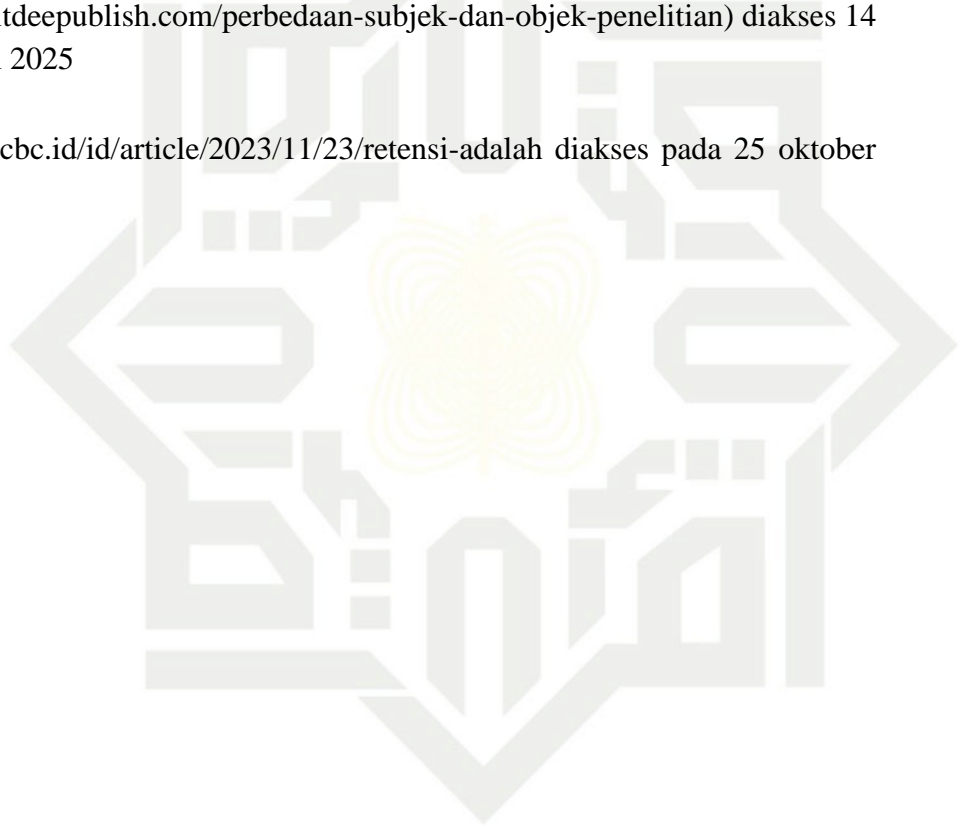 tdeepublish.com/perbedaan-subjek-dan-objek-penelitian) diakses 14
2025
cbc.id/id/article/2023/11/23/retensi-adalah diakses pada 25 oktober